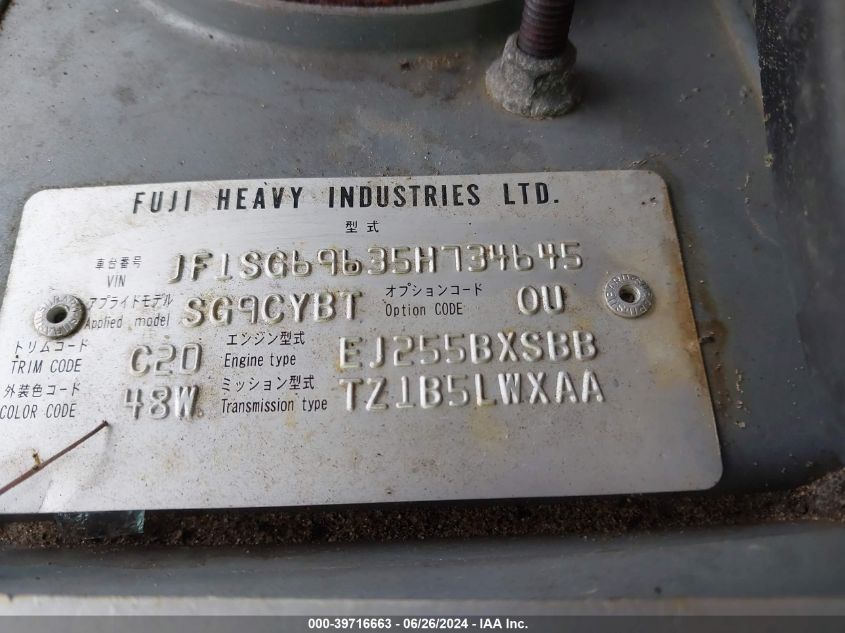 FUJI HEAVY INDUSTRIES LTD.
型式
車台番号 VIN JF1SG69635H734645
アプライドモデル Applied model SG9CYBT オプションコード Option CODE OU
トリムコード TRIM CODE C20 エンジン型式 Engine type EJ255BXSBB
外装色コード COLOR CODE 48W ミッション型式 Transmission type TZ1B5LWXAA
000-39716663 - 06/26/2024 - IAA Inc.